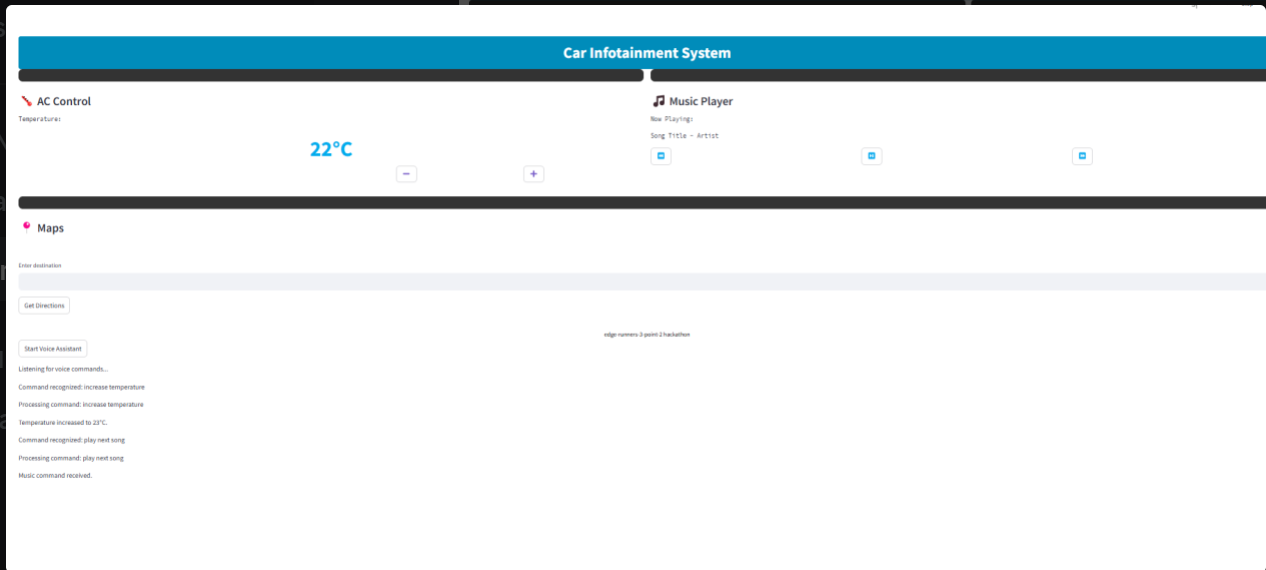 Car Infotainment System
AC Control
Temperature:
22°C
−
+
Music Player
Now Playing:
Song Title - Artist
Maps
Enter destination
Get Directions
edge-runners-3-point-2 hackathon
Start Voice Assistant
Listening for voice commands...
Command recognized: increase temperature
Processing command: increase temperature
Temperature increased to 23°C.
Command recognized: play next song
Processing command: play next song
Music command received.